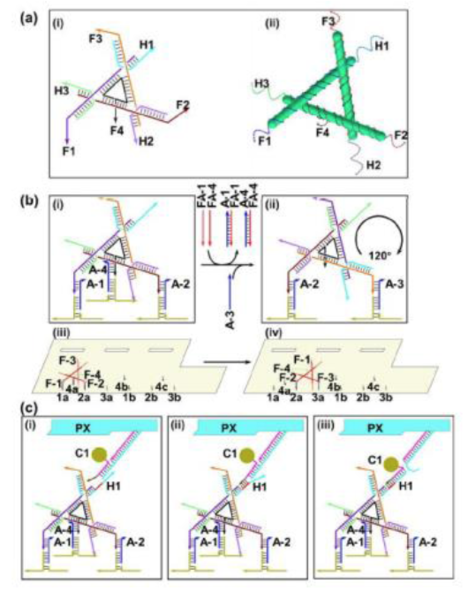 (a)
(i) (ii)
F3 F3
H1 H1
H3 H3
F2
F4 F4 F2
F1 H2 F1
H2
(b)
(i) FA-1 FA-4 A-1 FA-1 A-4 FA-4 (ii)
120°
A-4
A-1 A-2 A-2 A-3
A-3
(iii) (iv)
F-3 F-1
F-4 F-4
F-1 F-2 F-2 F-3
1a 4a 2a 3a 4b 1b 2b 4c 3b 1a 4a 2a 3a 4b 1b 2b 4c 3b
(c)
(i) PX (ii) PX (iii) PX
C1 C1 C1
H1 H1 H1
A-4 A-4 A-4
A-1 A-2 A-1 A-2 A-1 A-2